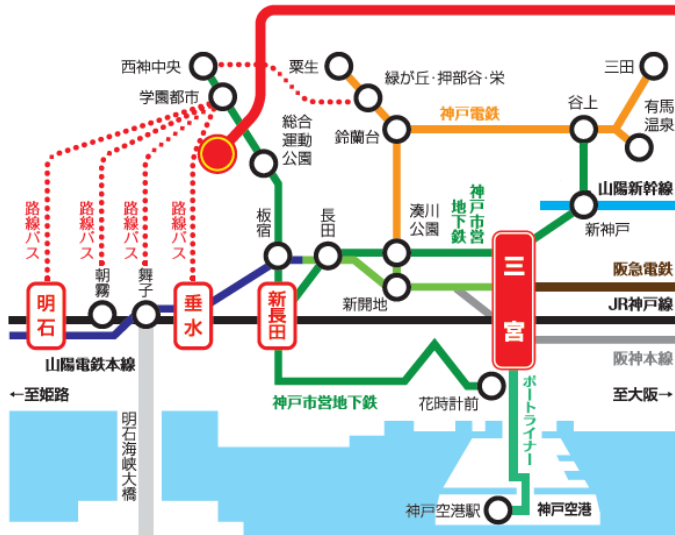 西神中央
粟生
緑が丘・押部谷・栄
三田
学園都市
谷上
有馬
温泉
神戸電鉄
総合
運動
公園
鈴蘭台
山陽新幹線
神戸市営
地下鉄
路線バス
路線バス
路線バス
路線バス
板宿
長田
湊川
公園
新神戸
三宮
阪急電鉄
朝霧
舞子
明石
垂水
新長田
新開地
JR神戸線
山陽電鉄本線
阪神本線
←至姫路
神戸市営地下鉄
花時計前
ポートライナー
至大阪→
明石海峡大橋
神戸空港駅
神戸空港